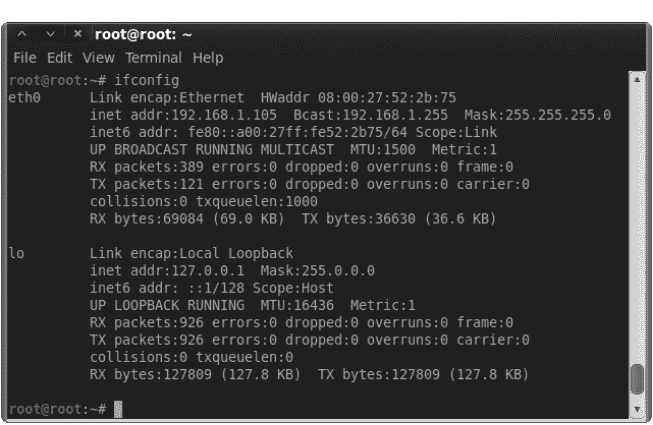 root@root: ~
File Edit View Terminal Help
root@root:~# ifconfig
eth0      Link encap:Ethernet  HWaddr 08:00:27:52:2b:75
          inet addr:192.168.1.105  Bcast:192.168.1.255  Mask:255.255.255.0
          inet6 addr: fe80::a00:27ff:fe52:2b75/64 Scope:Link
          UP BROADCAST RUNNING MULTICAST  MTU:1500  Metric:1
          RX packets:389 errors:0 dropped:0 overruns:0 frame:0
          TX packets:121 errors:0 dropped:0 overruns:0 carrier:0
          collisions:0 txqueuelen:1000
          RX bytes:69084 (69.0 KB)  TX bytes:36630 (36.6 KB)
lo        Link encap:Local Loopback
          inet addr:127.0.0.1  Mask:255.0.0.0
          inet6 addr: ::1/128 Scope:Host
          UP LOOPBACK RUNNING  MTU:16436  Metric:1
          RX packets:926 errors:0 dropped:0 overruns:0 frame:0
          TX packets:926 errors:0 dropped:0 overruns:0 carrier:0
          collisions:0 txqueuelen:0
          RX bytes:127809 (127.8 KB)  TX bytes:127809 (127.8 KB)
root@root:~#